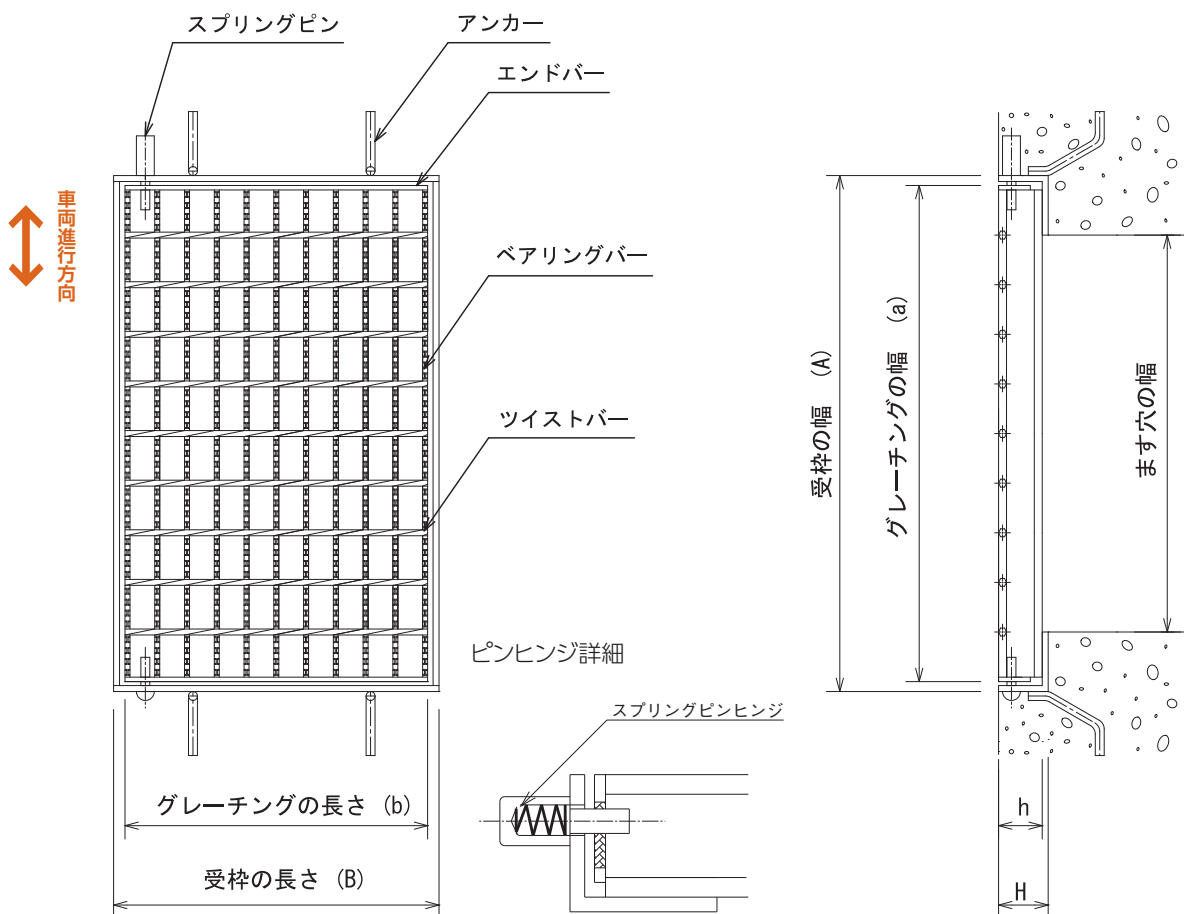 スプリングピン
アンカー
エンドバー
車両進行方向
ベアリングバー
ツイストバー
グレーチングの長さ (b)
受枠の長さ (B)
ピンヒンジ詳細
スプリングピンヒンジ
受枠の幅 (A)
グレーチングの幅 (a)
ます穴の幅
h
H